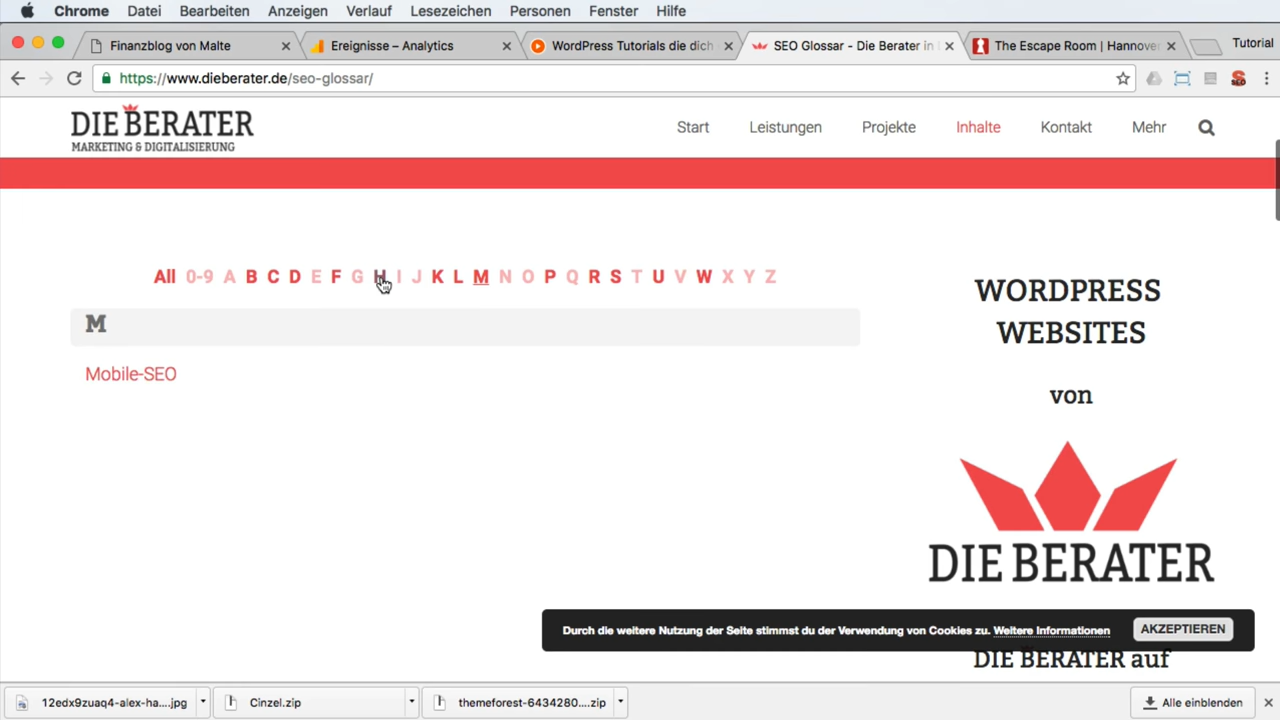 Chrome Datei Bearbeiten Anzeigen Verlauf Lesezeichen Personen Fenster Hilfe
Finanzblog von Malte
Ereignisse – Analytics
WordPress Tutorials die dich
SEO Glossar - Die Berater in
The Escape Room | Hannover
Tutorial
https://www.dieberater.de/seo-glossar/
DIE BERATER
MARKETING & DIGITALISIERUNG
Start Leistungen Projekte Inhalte Kontakt Mehr
All 0-9 A B C D E F G H I J K L M N O P Q R S T U V W X Y Z
M
Mobile-SEO
WORDPRESS
WEBSITES
von
DIE BERATER
DIE BERATER auf
Durch die weitere Nutzung der Seite stimmst du der Verwendung von Cookies zu. Weitere Informationen
AKZEPTIEREN
12edx9zuaq4-alex-ha....jpg
Cinzel.zip
themeforest-6434280....zip
Alle einblenden